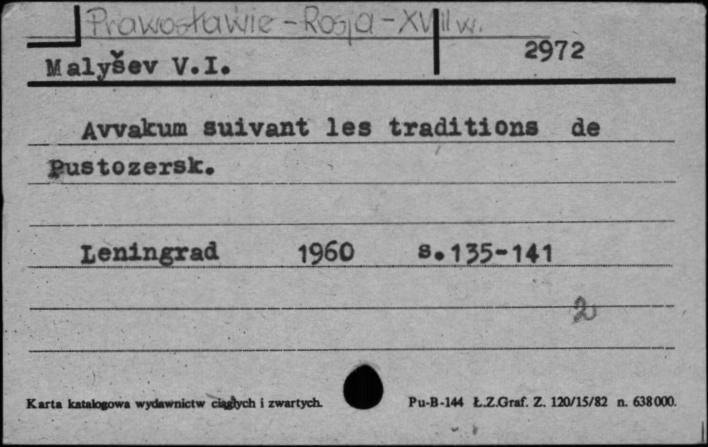 Prawosławie - Rosja - XVII w.
Malyšev V.I. 2972
Avvakum suivant les traditions de
Pustozersk.
Leningrad 1960 s.135-141
2
Karta katalogowa wydawnictw ciągłych i zwartych. Pu-B-144 Ł.Z.Graf. Z. 120/15/82 n. 638000.